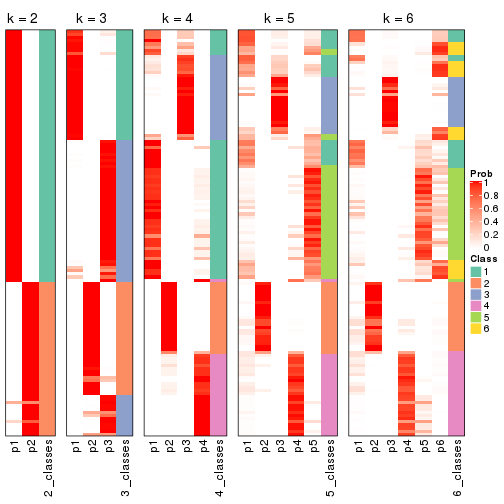 k = 2
k = 3
k = 4
k = 5
k = 6
Prob
1
0.8
0.6
0.4
0.2
0
Class
1
2
3
4
5
6
p1
p2
2_classes
p1
p2
p3
3_classes
p1
p2
p3
p4
4_classes
p1
p2
p3
p4
p5
5_classes
p1
p2
p3
p4
p5
p6
6_classes